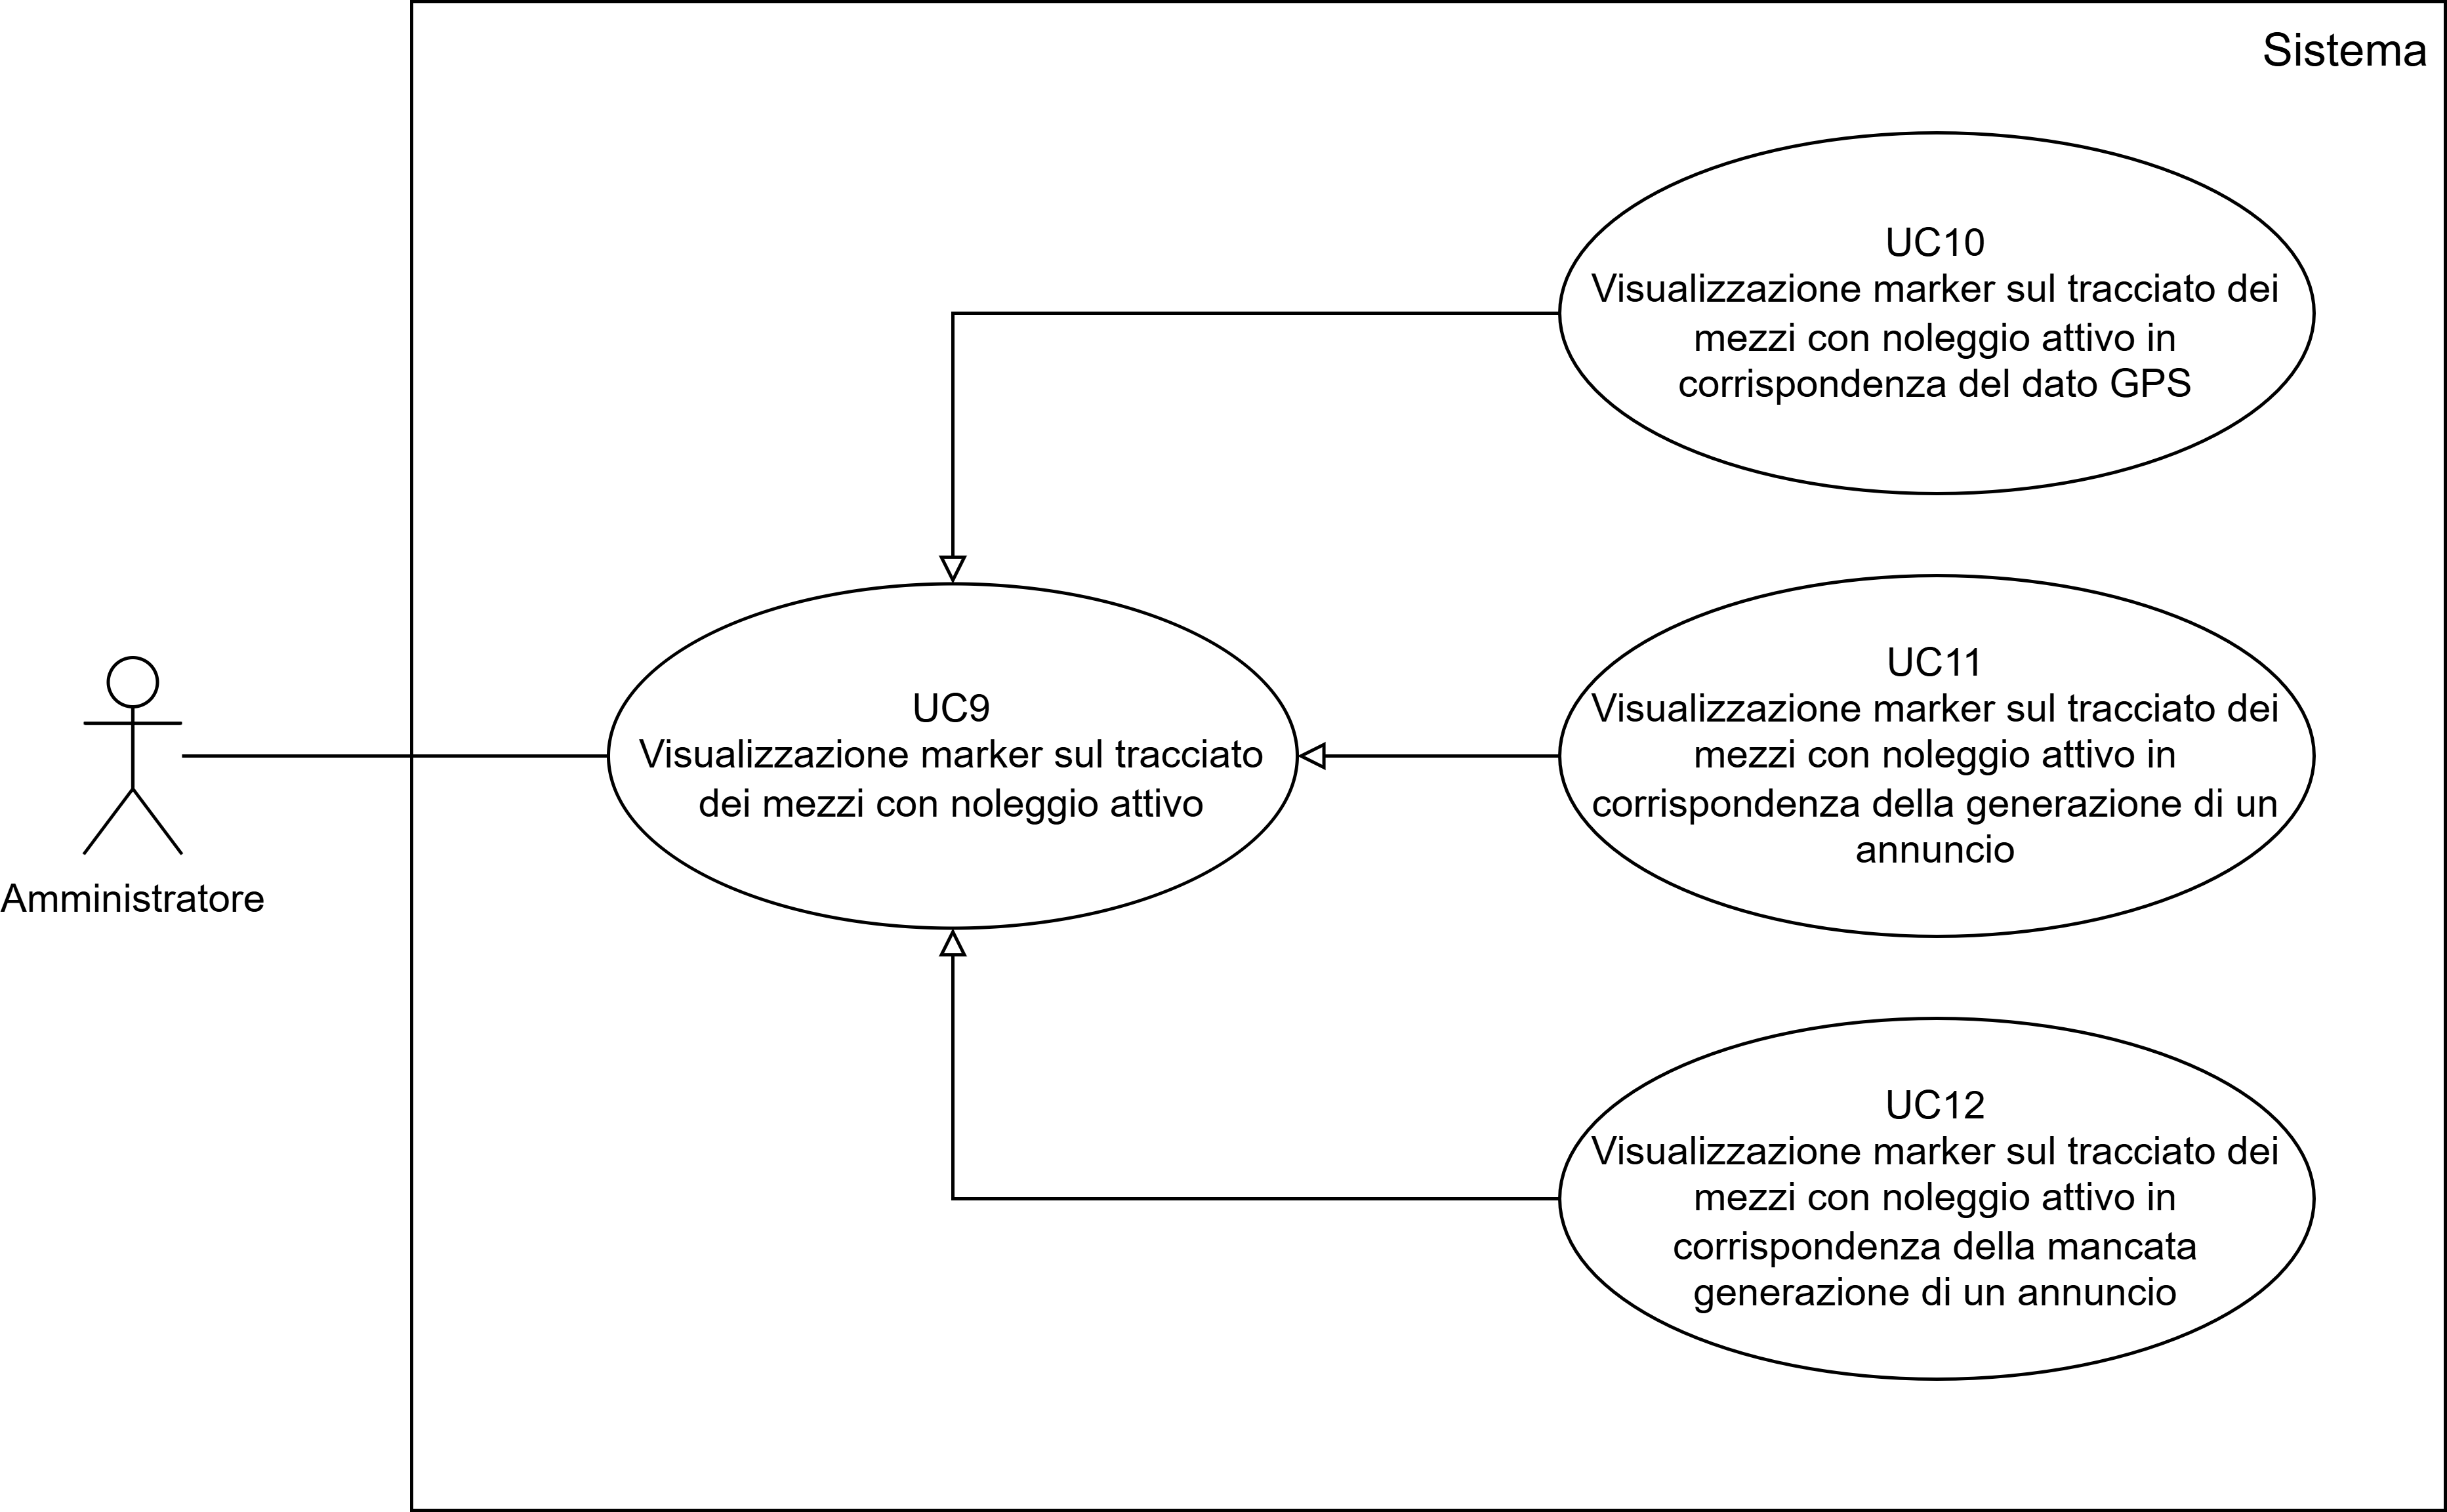 Sistema
UC10
Visualizzazione marker sul tracciato dei
mezzi con noleggio attivo in
corrispondenza del dato GPS
UC9
Visualizzazione marker sul tracciato
dei mezzi con noleggio attivo
UC11
Visualizzazione marker sul tracciato dei
mezzi con noleggio attivo in
corrispondenza della generazione di un
annuncio
Amministratore
UC12
Visualizzazione marker sul tracciato dei
mezzi con noleggio attivo in
corrispondenza della mancata
generazione di un annuncio